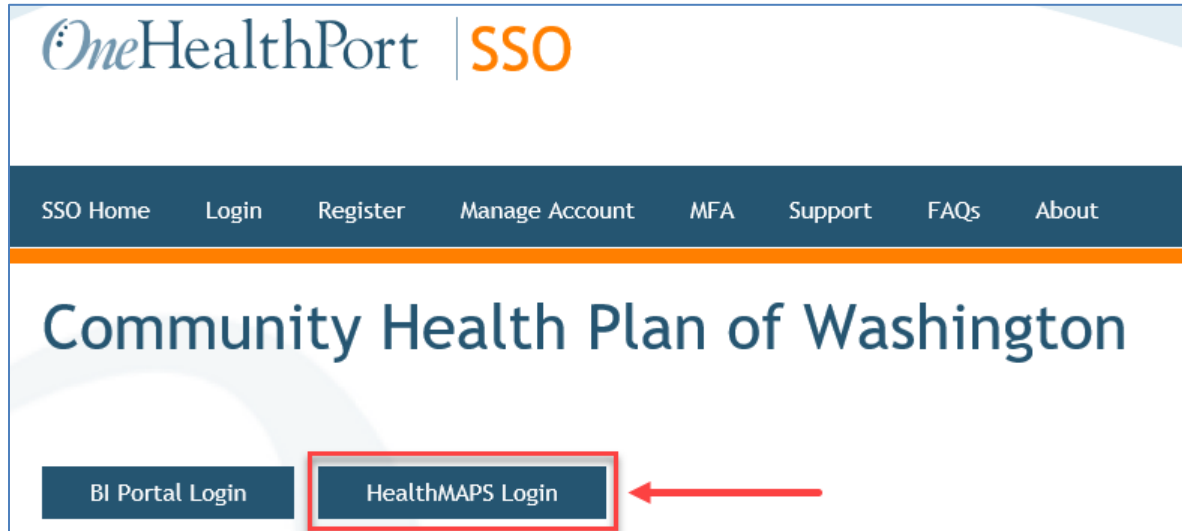 OneHealthPort | SSO
SSO Home Login Register Manage Account MFA Support FAQs About
Community Health Plan of Washington
BI Portal Login HealthMAPS Login